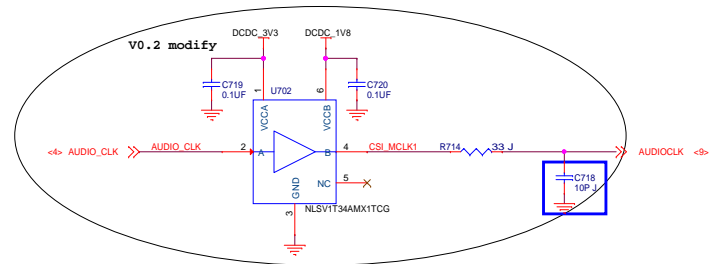 DCDC_3V3
DCDC_1V8
V0.2 modify
C719
0.1UF
U702
C720
0.1UF
1
6
VCCA
VCCB
<4>
AUDIO_CLK
AUDIO_CLK
2
A
B
4
CSI_MCLK1
R714
33 J
AUDIOCLK
<9>
NC
5
GND
3
NLSV1T34AMX1TCG
C718
10P J